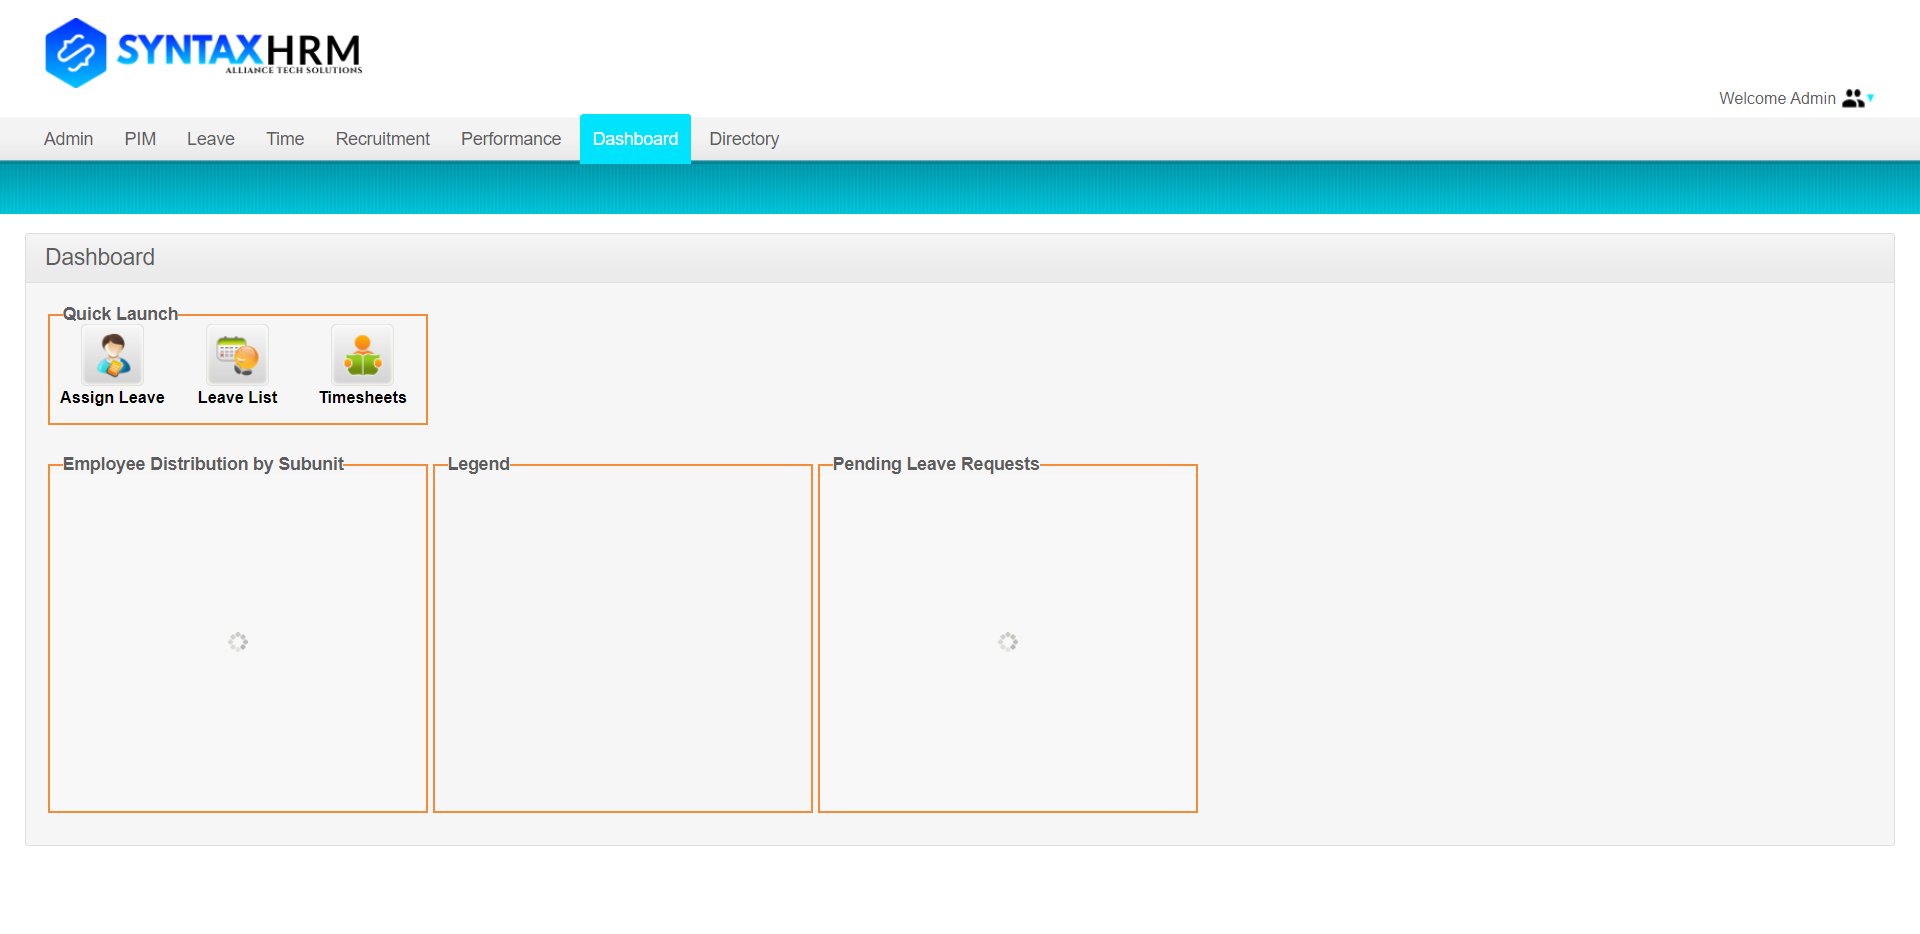 SYNTAXHRM
ALLIANCE TECH SOLUTIONS
Welcome Admin
Admin PIM Leave Time Recruitment Performance Dashboard Directory
Dashboard
Quick Launch
Assign Leave Leave List Timesheets
Employee Distribution by Subunit Legend Pending Leave Requests